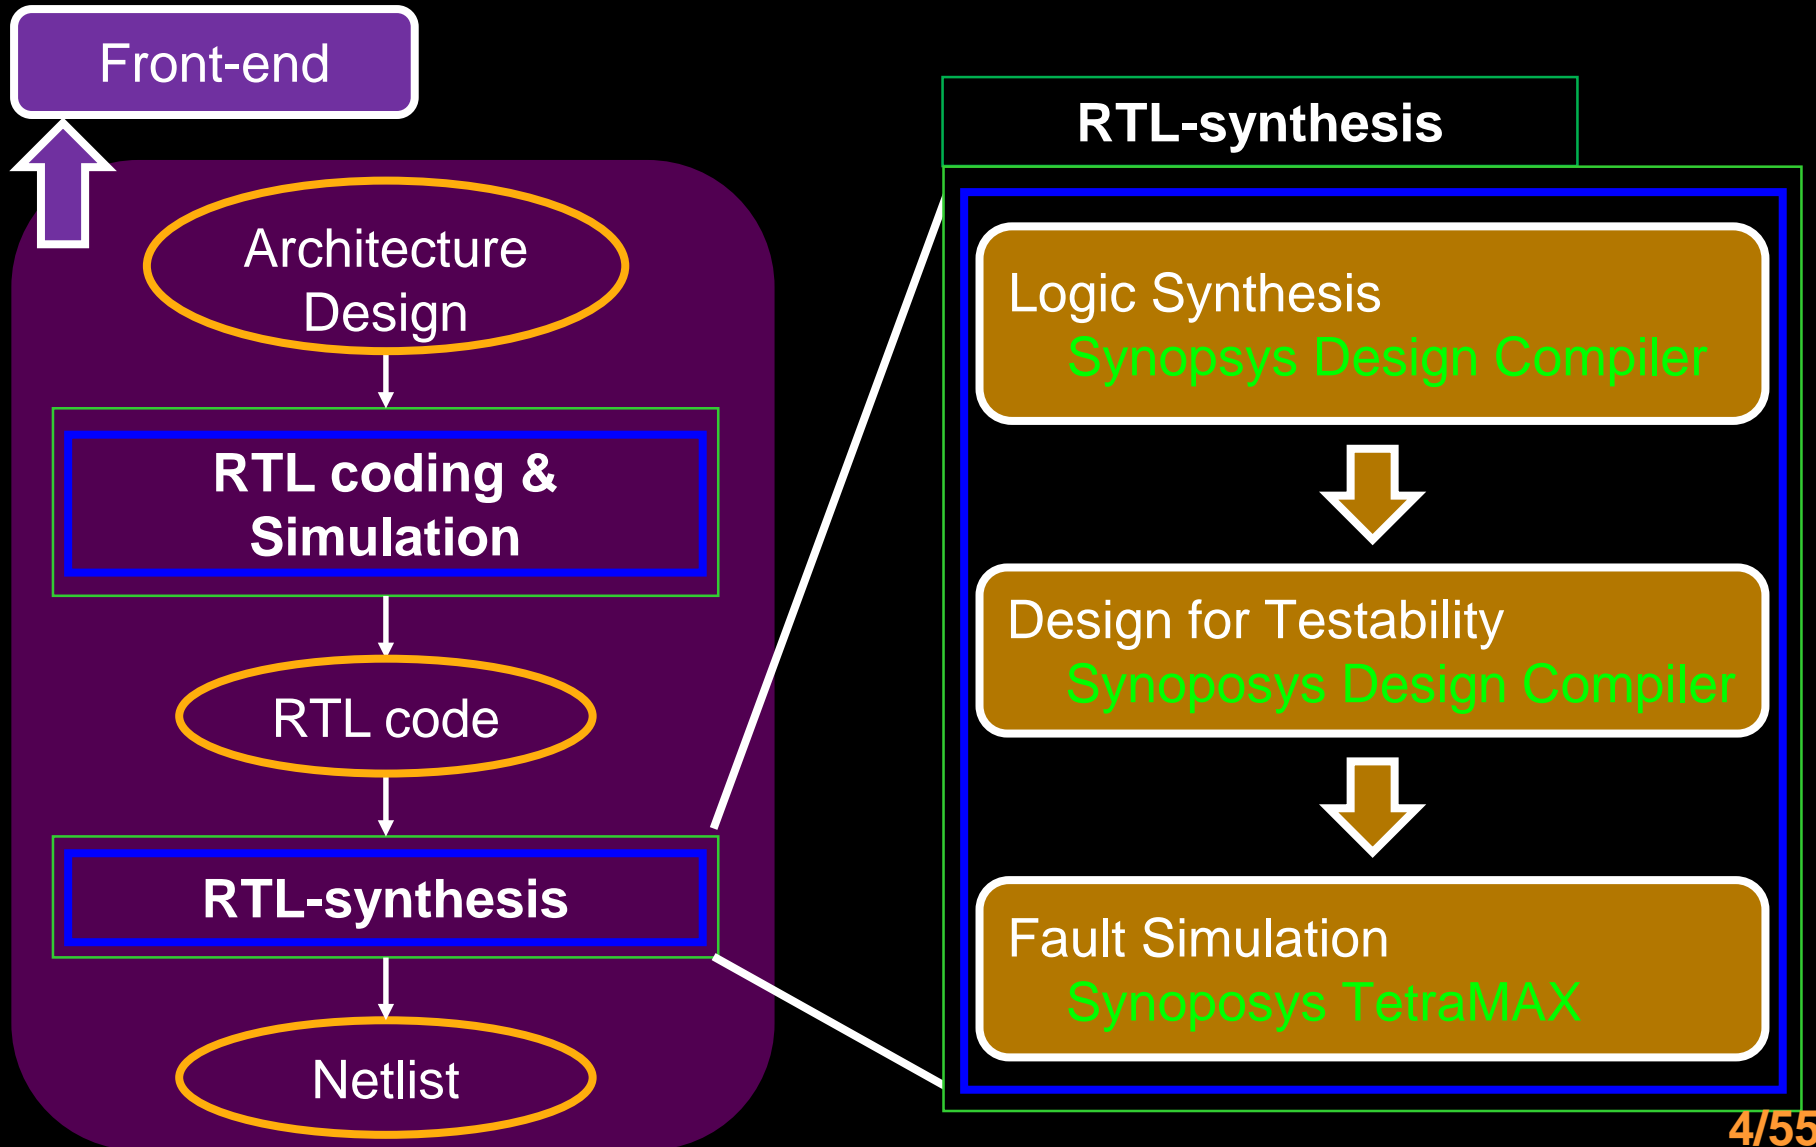 Front-end
Architecture
Design
RTL coding &
Simulation
RTL code
RTL-synthesis
Netlist
RTL-synthesis
Logic Synthesis
Synopsys Design Compiler
Design for Testability
Synoposys Design Compiler
Fault Simulation
Synoposys TetraMAX
4/55